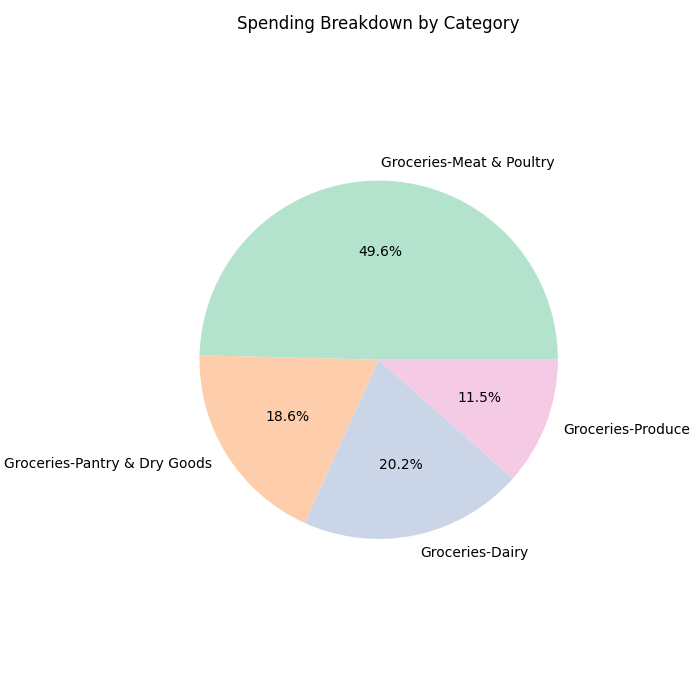 Spending Breakdown by Category
Groceries-Meat & Poultry
49.6%
11.5%
18.6%
Groceries-Produce
Groceries-Pantry & Dry Goods
20.2%
Groceries-Dairy